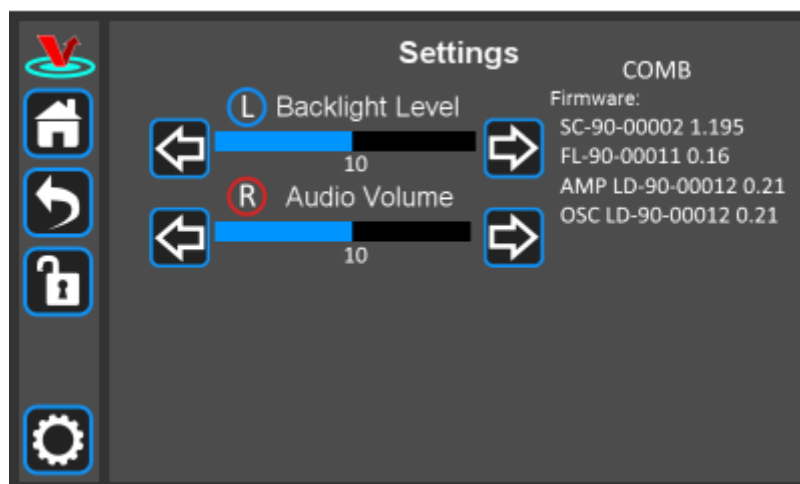 Settings
COMB
L Backlight Level
10
R Audio Volume
10
Firmware:
SC-90-00002 1.195
FL-90-00011 0.16
AMP LD-90-00012 0.21
OSC LD-90-00012 0.21